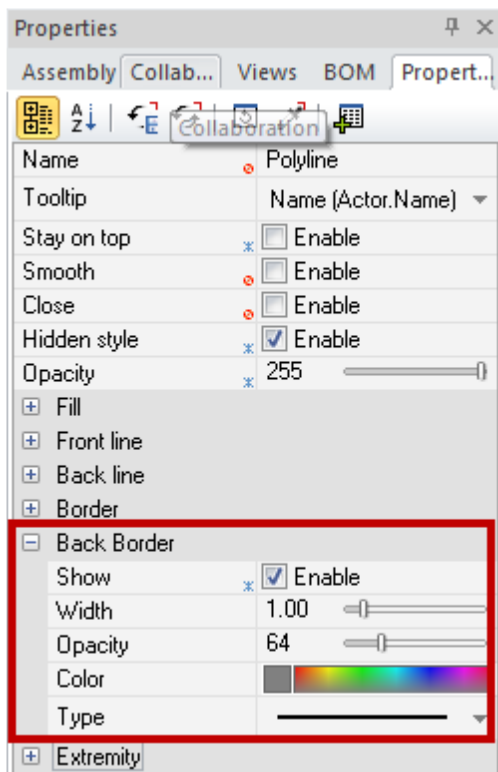 Properties
Assembly Collab... Views BOM Propert...
Collaboration
Name Polyline
Tooltip Name (Actor.Name)
Stay on top Enable
Smooth Enable
Close Enable
Hidden style Enable
Opacity 255
Fill
Front line
Back line
Border
Back Border
Show Enable
Width 1.00
Opacity 64
Color
Type
Extremity